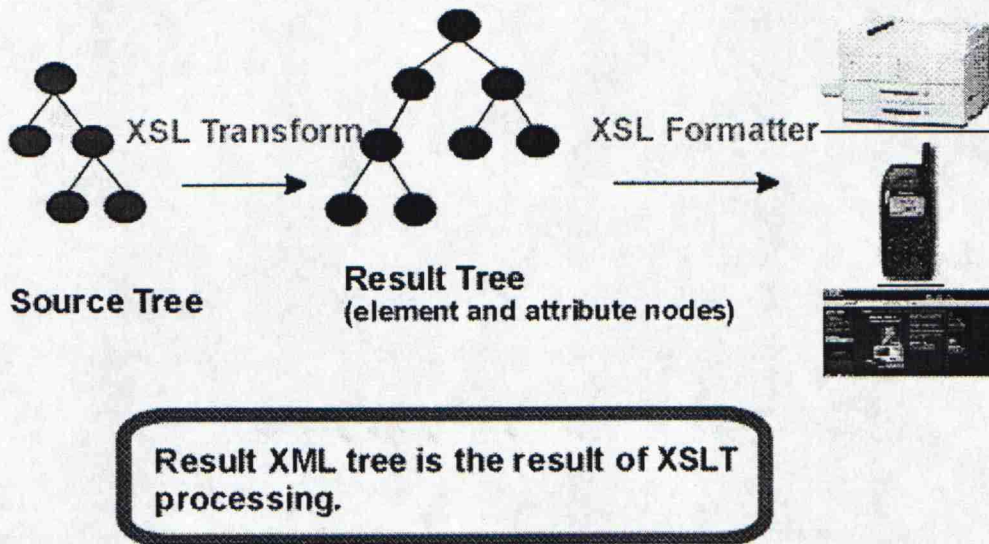 XSL Transform
XSL Formatter
Source Tree
Result Tree
(element and attribute nodes)
Result XML tree is the result of XSLT
processing.